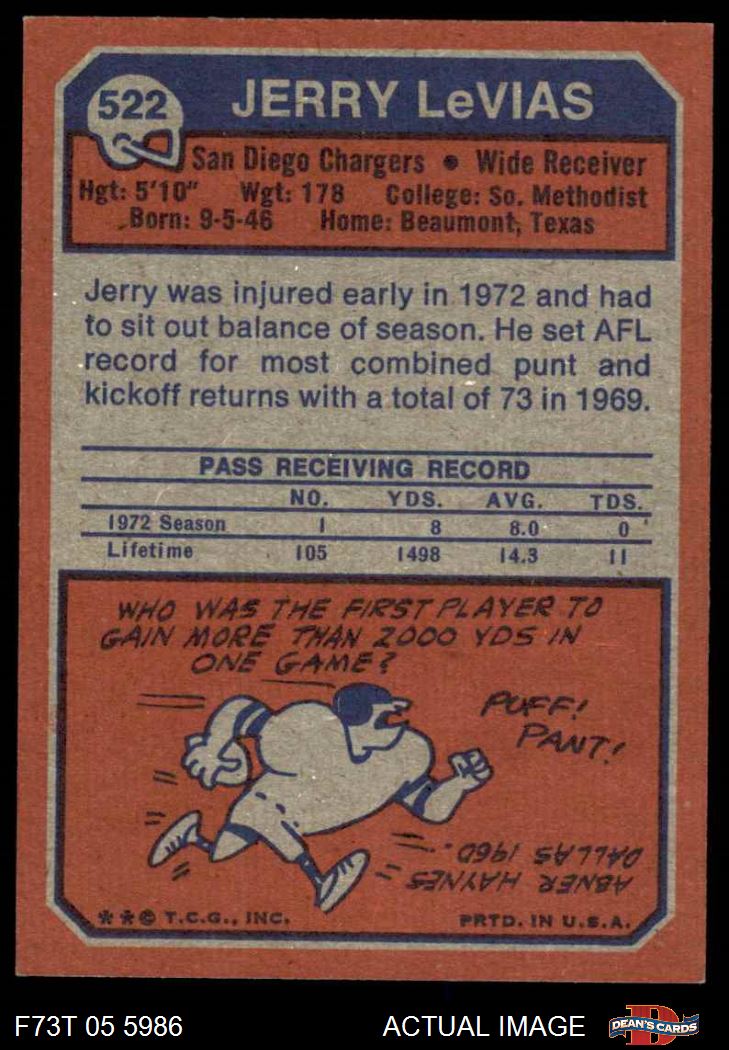 522
JERRY LeVIAS
San Diego Chargers • Wide Receiver
Hgt: 5'10" Wgt: 178 College: So. Methodist
Born: 9-5-46 Home: Beaumont, Texas
Jerry was injured early in 1972 and had
to sit out balance of season. He set AFL
record for most combined punt and
kickoff returns with a total of 73 in 1969.
PASS RECEIVING RECORD
NO. YDS. AVG. TDS.
1972 Season 1 8 8.0 0
Lifetime 105 1498 14.3 11
WHO WAS THE FIRST PLAYER TO
GAIN MORE THAN 2000 YDS IN
ONE GAME?
PUFF!
PANT!
ABNER HAYNES
DALLAS 1960...
**© T.C.G., INC. PRTD. IN U.S.A.
F73T 05 5986 ACTUAL IMAGE
D
DEAN'S CARDS